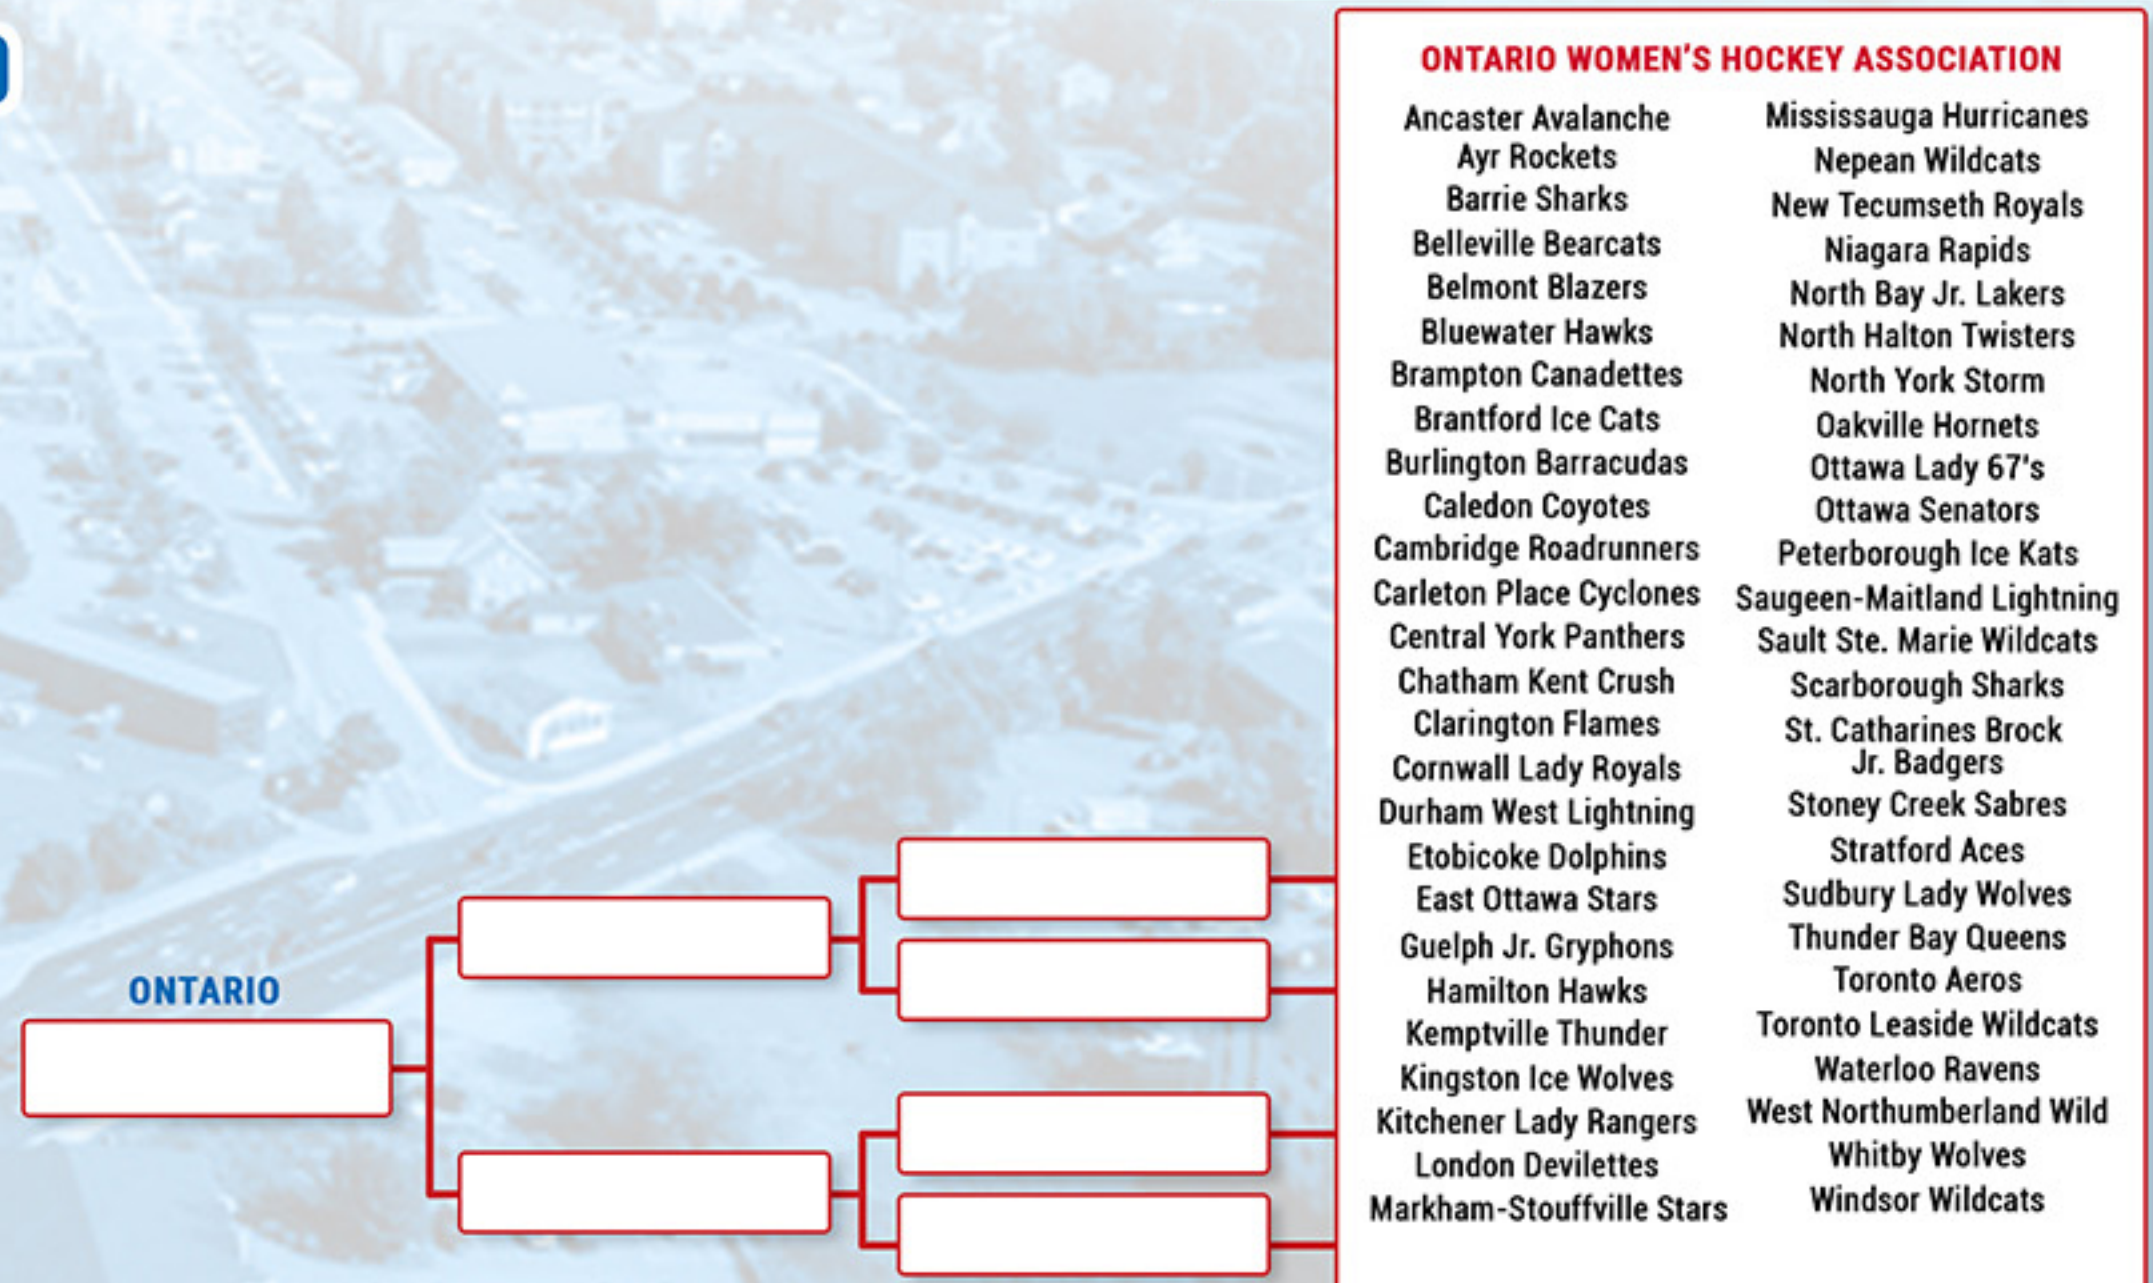 ONTARIO WOMEN'S HOCKEY ASSOCIATION
Ancaster Avalanche
Ayr Rockets
Barrie Sharks
Belleville Bearcats
Belmont Blazers
Bluewater Hawks
Brampton Canadettes
Brantford Ice Cats
Burlington Barracudas
Caledon Coyotes
Cambridge Roadrunners
Carleton Place Cyclones
Central York Panthers
Chatham Kent Crush
Clarington Flames
Cornwall Lady Royals
Durham West Lightning
Etobicoke Dolphins
East Ottawa Stars
Guelph Jr. Gryphons
Hamilton Hawks
Kemptville Thunder
Kingston Ice Wolves
Kitchener Lady Rangers
London Devilettes
Markham-Stouffville Stars
Mississauga Hurricanes
Nepean Wildcats
New Tecumseth Royals
Niagara Rapids
North Bay Jr. Lakers
North Halton Twisters
North York Storm
Oakville Hornets
Ottawa Lady 67's
Ottawa Senators
Peterborough Ice Kats
Saugeen-Maitland Lightning
Sault Ste. Marie Wildcats
Scarborough Sharks
St. Catharines Brock
Jr. Badgers
Stoney Creek Sabres
Stratford Aces
Sudbury Lady Wolves
Thunder Bay Queens
Toronto Aeros
Toronto Leaside Wildcats
Waterloo Ravens
West Northumberland Wild
Whitby Wolves
Windsor Wildcats
ONTARIO